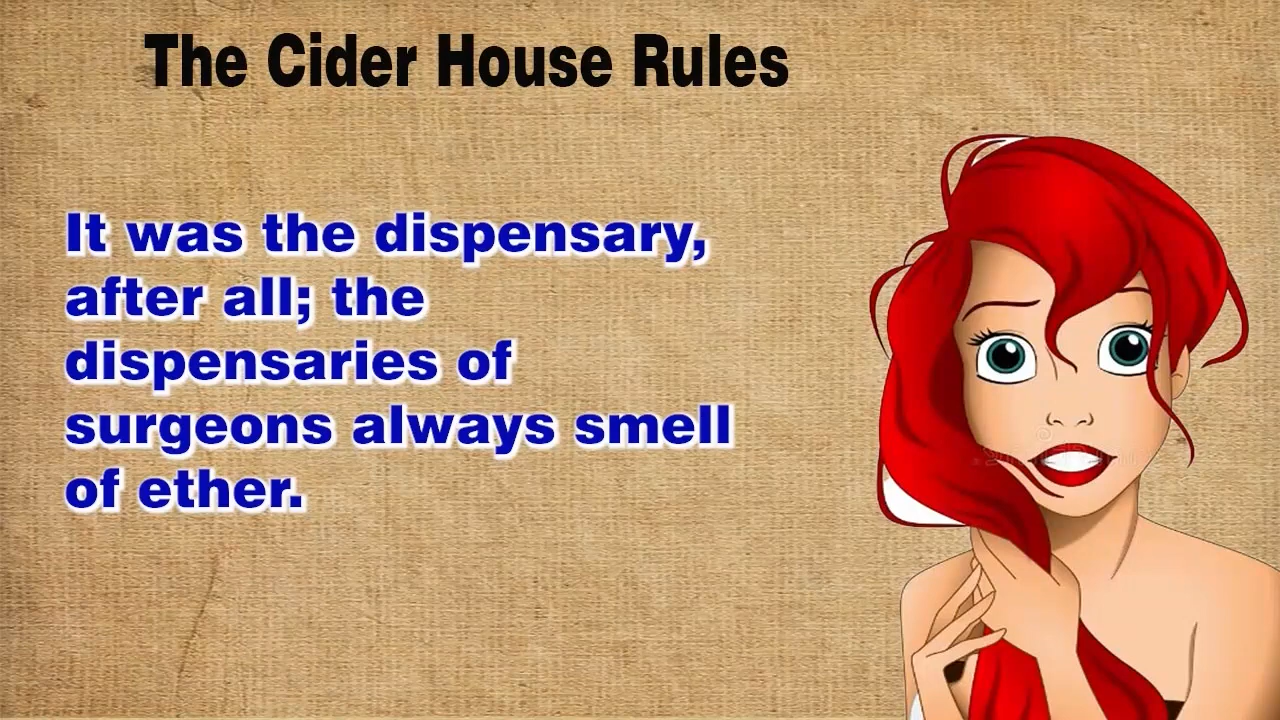 The Cider House Rules
It was the dispensary,
after all; the
dispensaries of
surgeons always smell
of ether.